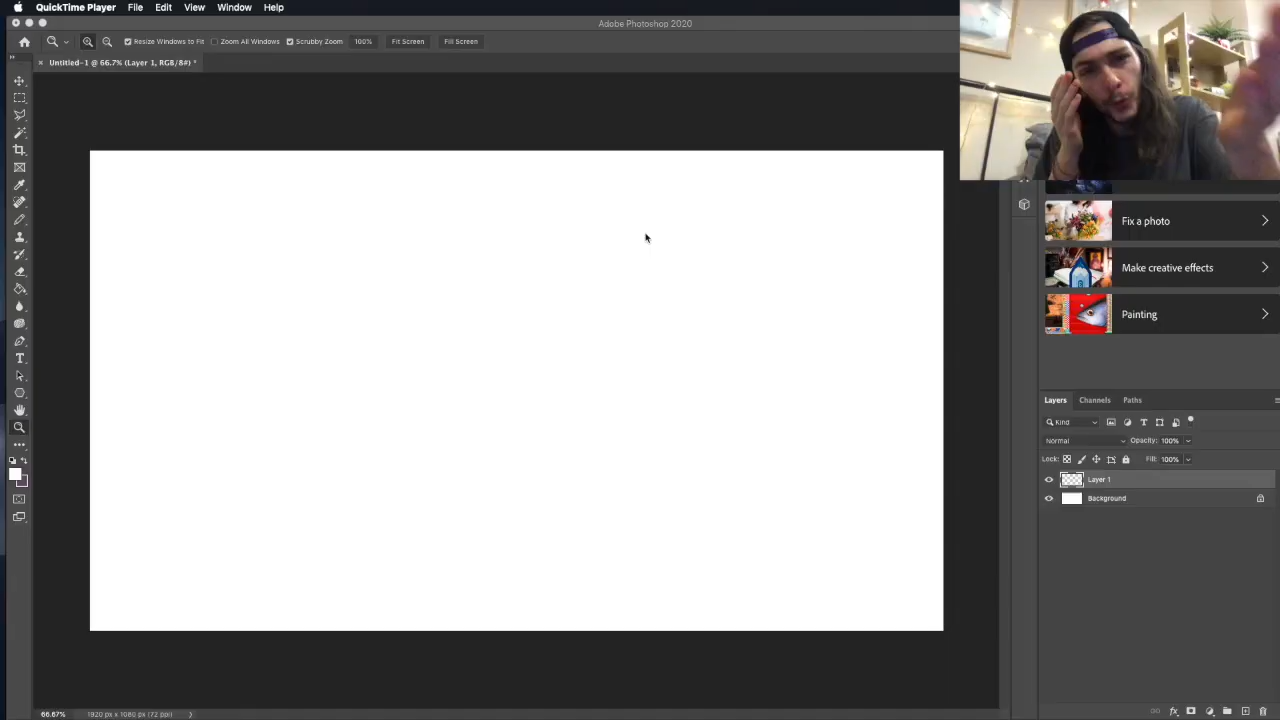 QuickTime Player File Edit View Window Help
Adobe Photoshop 2020
Resize Windows to Fit Zoom All Windows Scrubby Zoom 100% Fit Screen Fill Screen
Untitled-1 @ 66.7% (Layer 1, RGB/8#) *
Fix a photo
Make creative effects
Painting
Layers Channels Paths
Kind
Normal Opacity: 100%
Lock: Fill: 100%
Layer 1
Background
66.67% 1920 px x 1080 px (72 ppi)